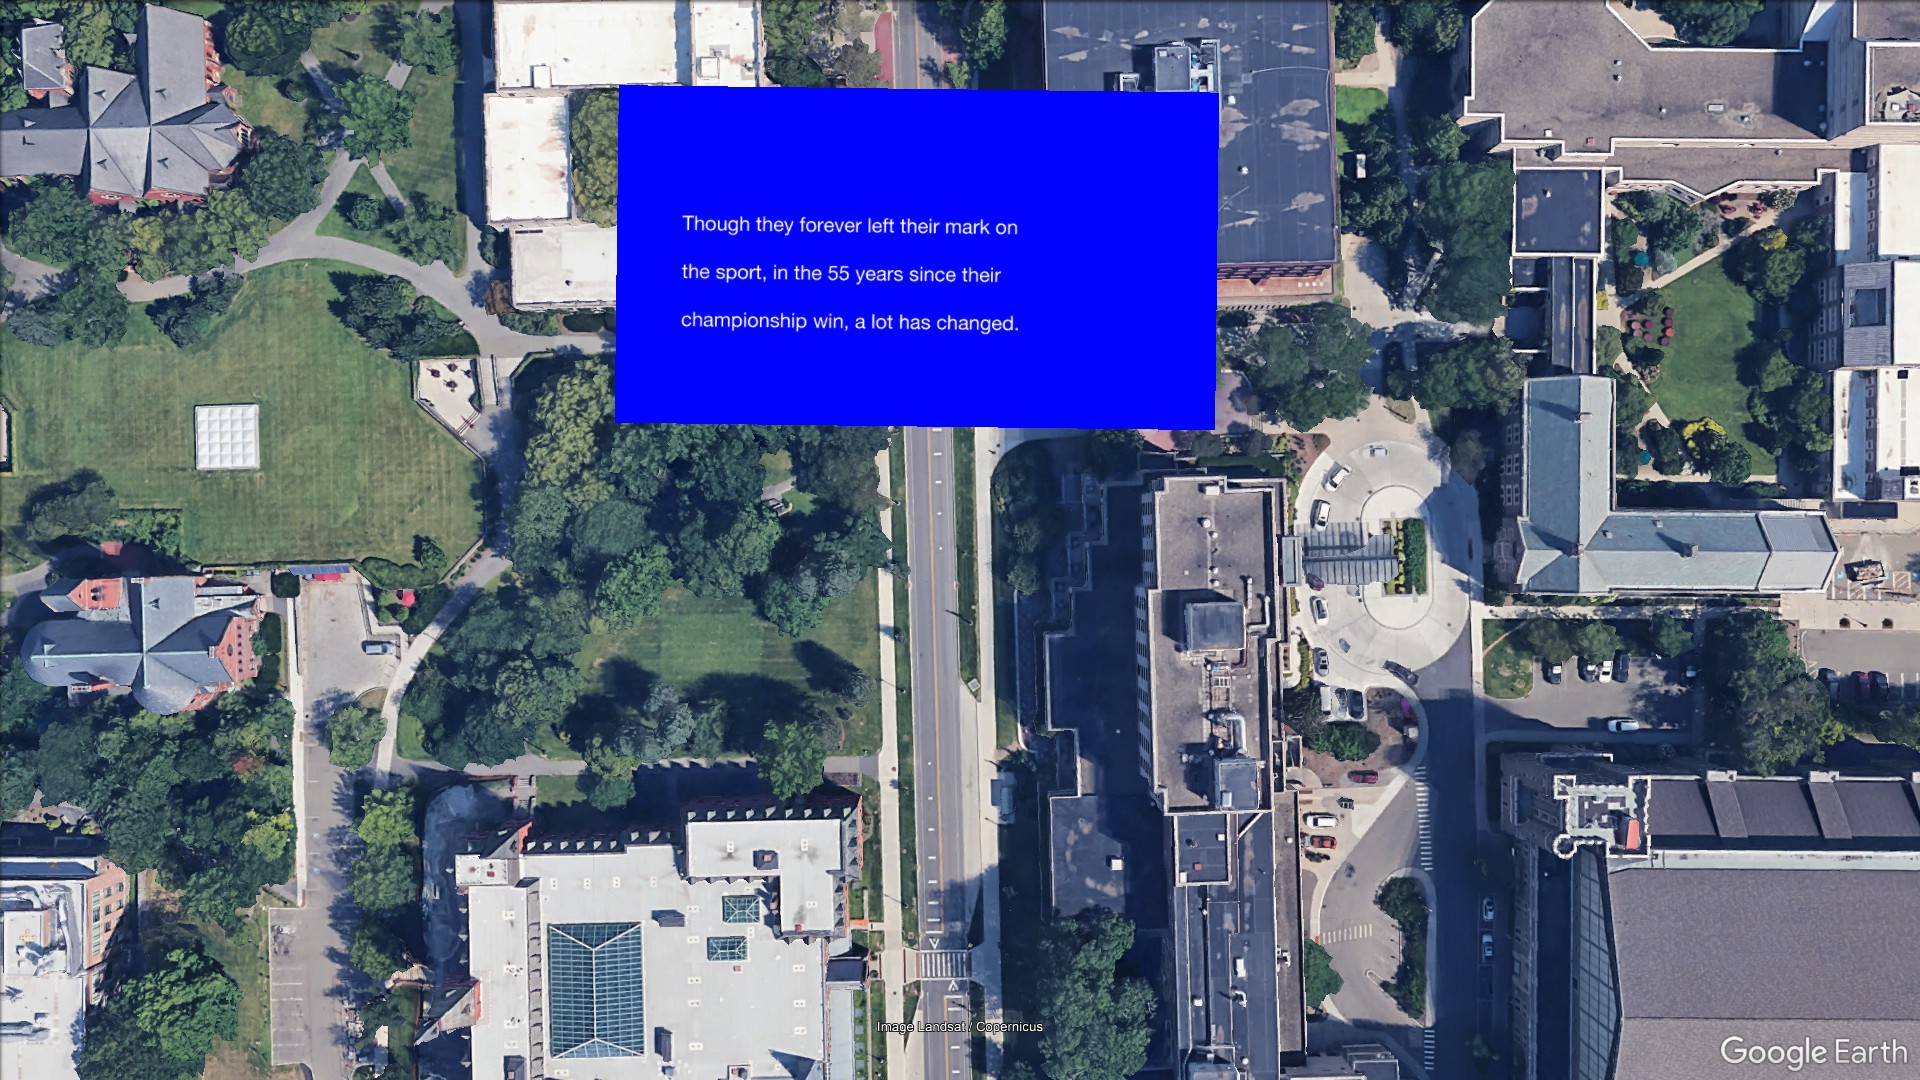 Though they forever left their mark on
the sport, in the 55 years since their
championship win, a lot has changed.
Image Landsat / Copernicus
Google Earth